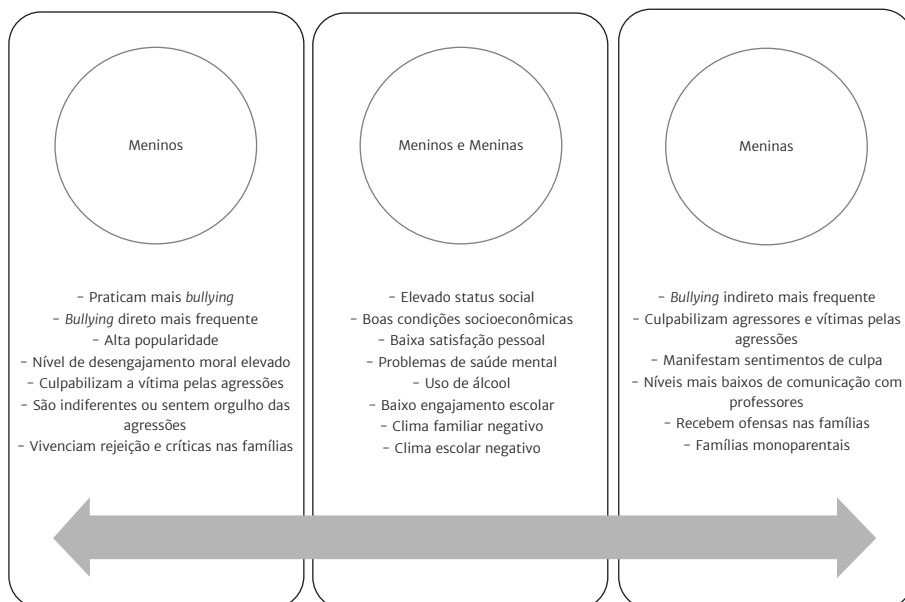 Meninos
– Praticam mais bullying
– Bullying direto mais frequente
– Alta popularidade
– Nível de desengajamento moral elevado
– Culpabilizam a vítima pelas agressões
– São indiferentes ou sentem orgulho das
agressões
– Vivenciam rejeição e críticas nas famílias
Meninos e Meninas
– Elevado status social
– Boas condições socioeconômicas
– Baixa satisfação pessoal
– Problemas de saúde mental
– Uso de álcool
– Baixo engajamento escolar
– Clima familiar negativo
– Clima escolar negativo
Meninas
– Bullying indireto mais frequente
– Culpabilizam agressores e vítimas pelas
agressões
– Manifestam sentimentos de culpa
– Níveis mais baixos de comunicação com
professores
– Recebem ofensas nas famílias
– Famílias monoparentais